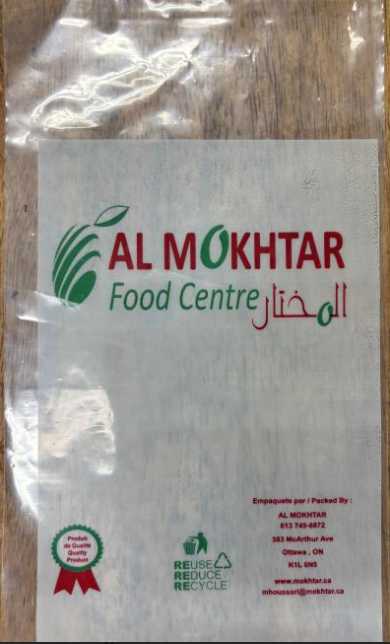 AL MOKHTAR
Food Centre
المختار
Produit
de Qualité
Quality
Product
REUSE
REDUCE
RECYCLE
Empaquete par / Packed By :
AL MOKHTAR
613 749-8872
583 McArthur Ave
Ottawa , ON
K1L 6N5
www.mokhtar.ca
mhoussari@mokhtar.ca